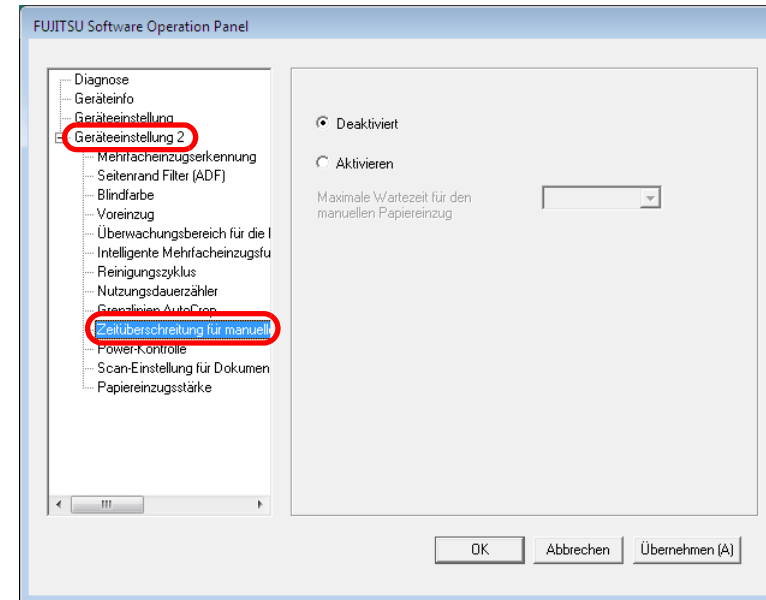 FUJITSU Software Operation Panel
Diagnose
Geräteinfo
Geräteeinstellung
Geräteeinstellung 2
Mehrfacheinzugserkennung
Seitenrand Filter (ADF)
Blindfarbe
Voreinzug
Überwachungsbereich für die I
Intelligente Mehrfacheinzugsfu
Reinigungszyklus
Nutzungsdauerzähler
Grenzlinien AutoCrop
Zeitüberschreitung für manuell
Power-Kontrolle
Scan-Einstellung für Dokumen
Papiereinzugsstärke
Deaktiviert
Aktivieren
Maximale Wartezeit für den
manuellen Papiereinzug
OK
Abbrechen
Übernehmen (A)